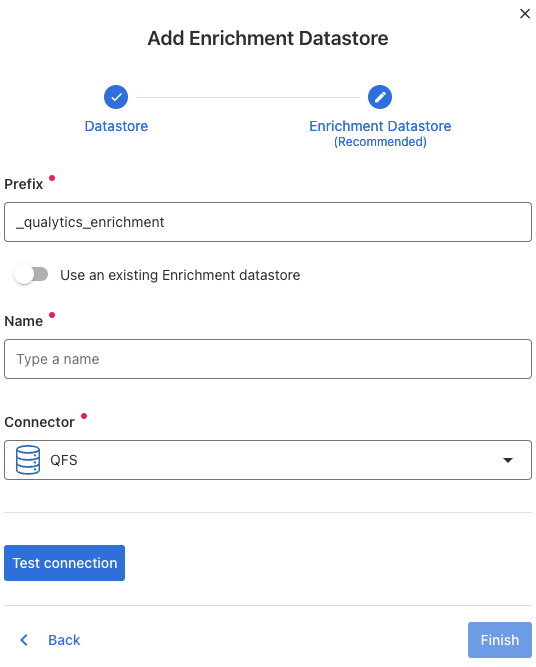 Add Enrichment Datastore
Datastore
Enrichment Datastore
(Recommended)
Prefix
_qualytics_enrichment
Use an existing Enrichment datastore
Name
Type a name
Connector
QFS
Test connection
Back
Finish